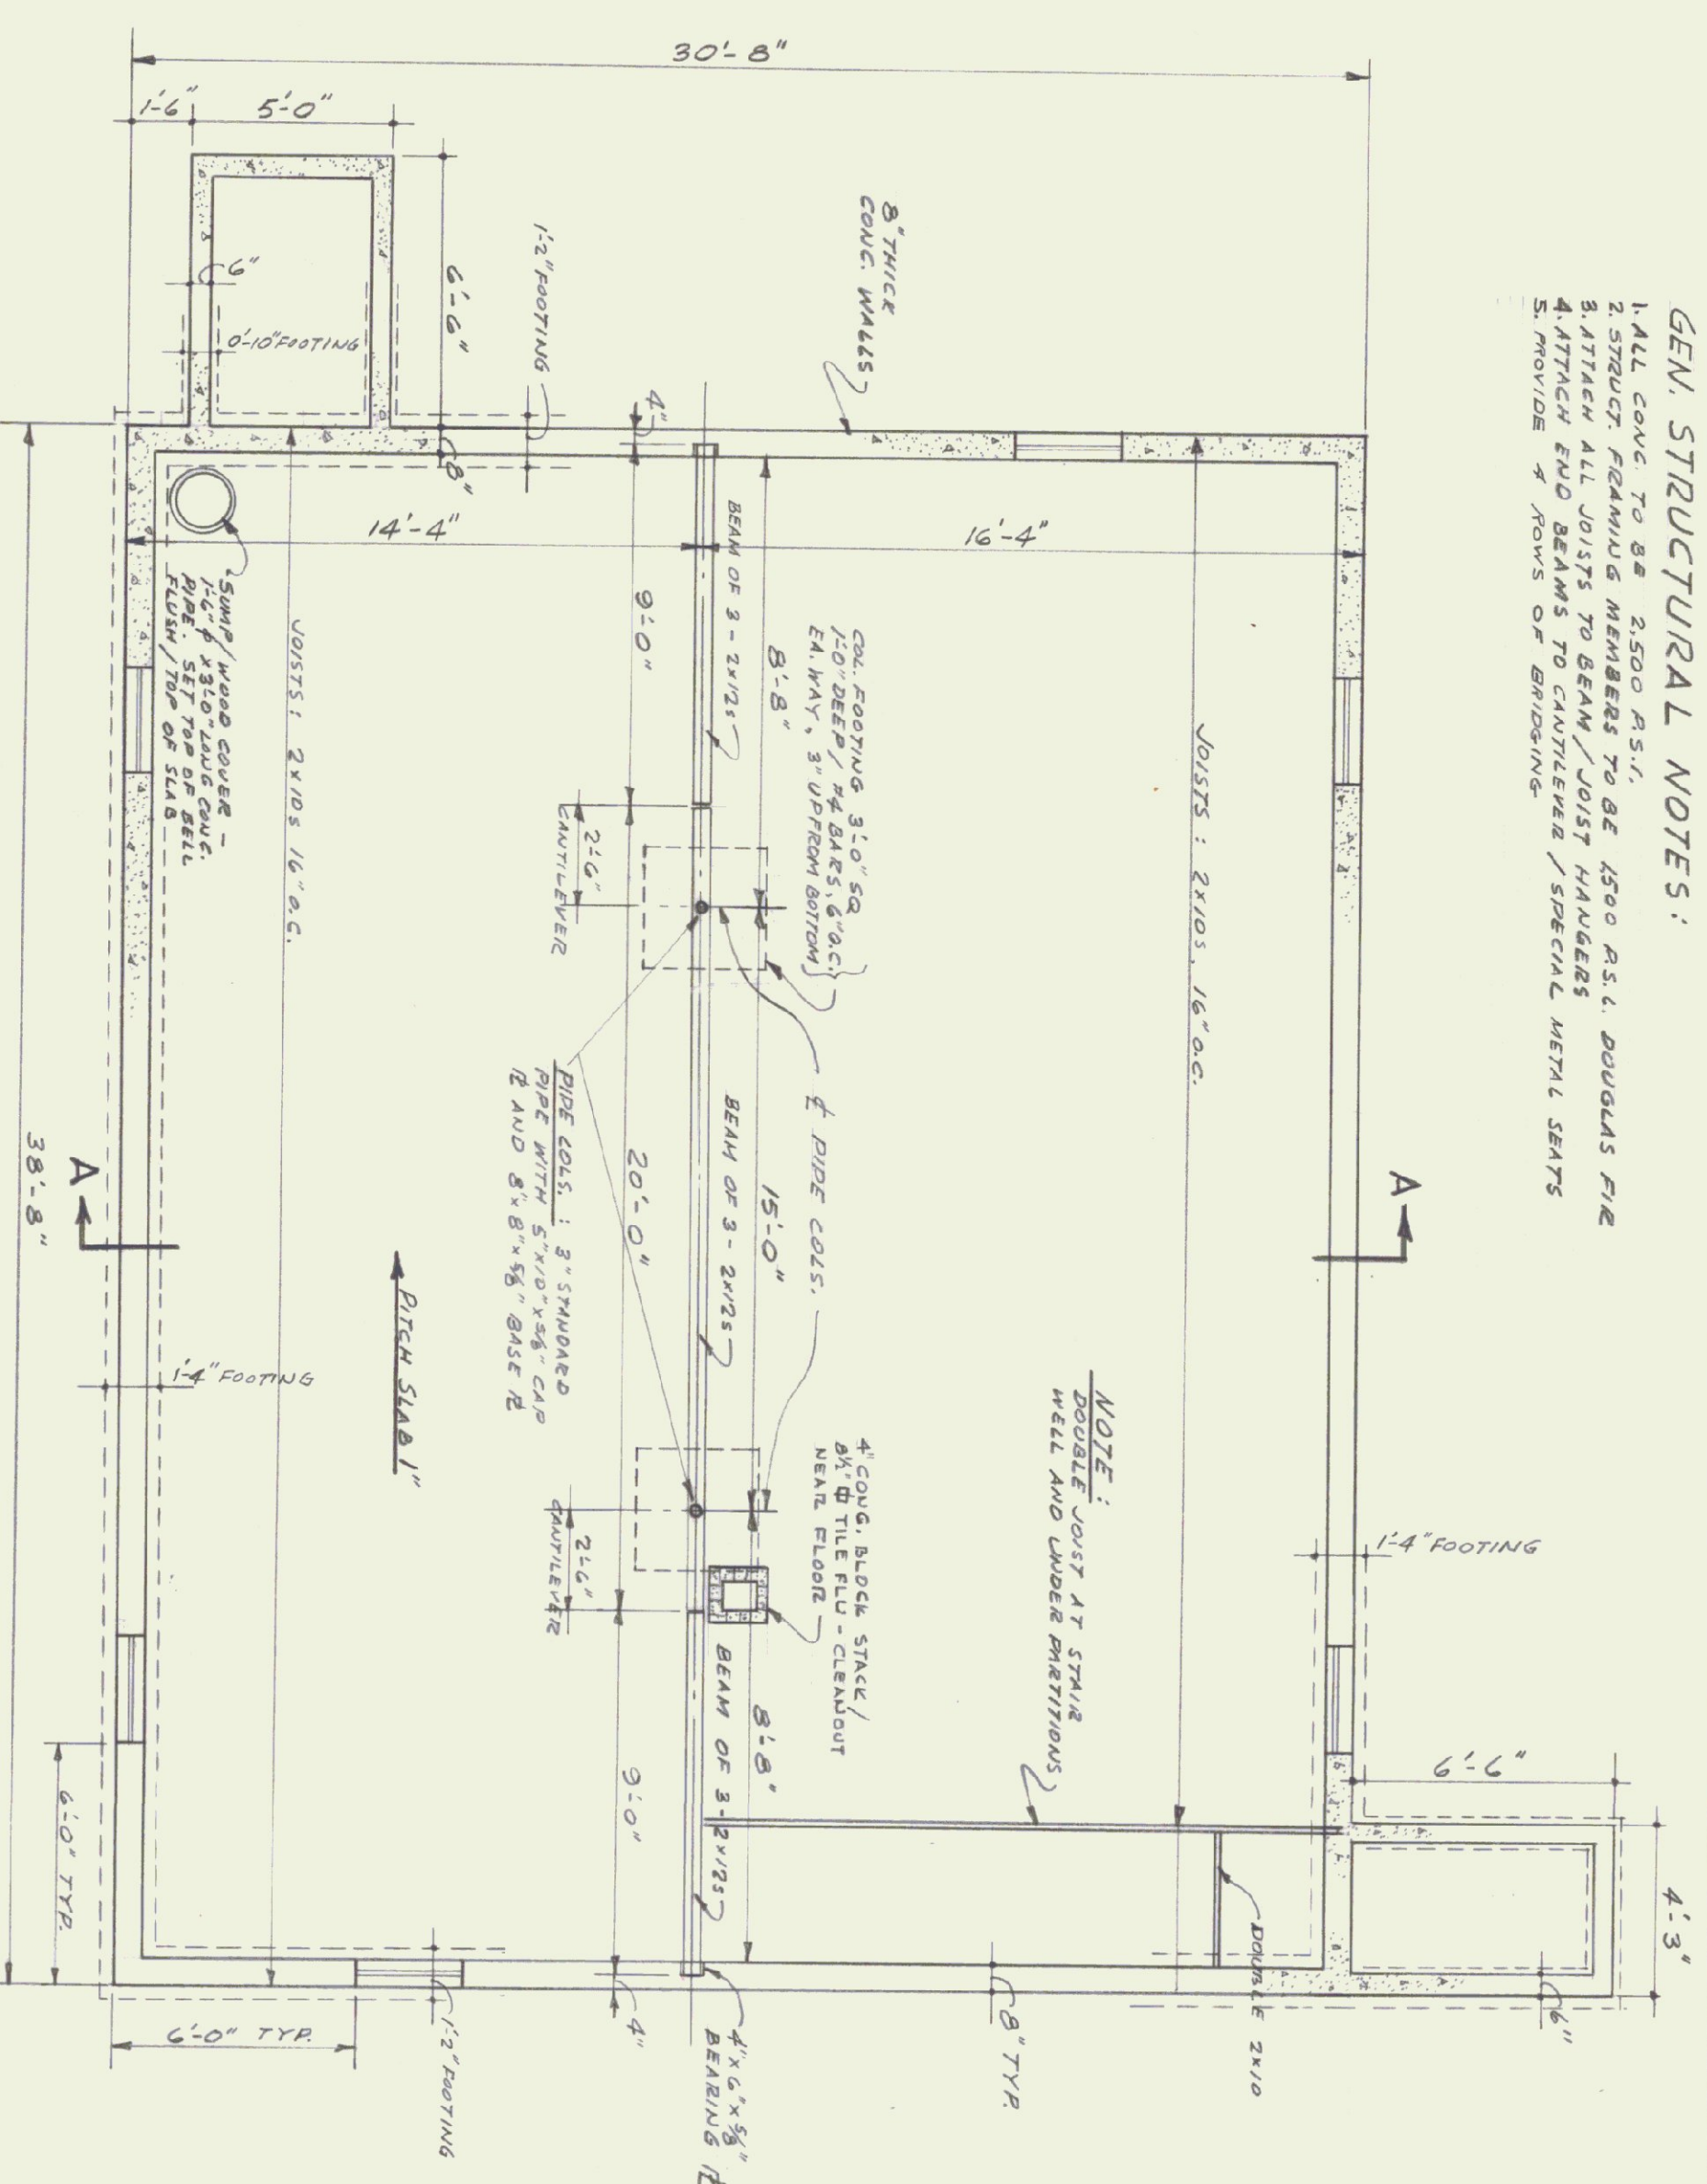 GEN. STRUCTURAL NOTES:
1. ALL CONC. TO BE 2,500 P.S.I.
2. STRUCT. FRAMING MEMBERS TO BE 1,500 P.S.I. DOUGLAS FIR
3. ATTACH ALL JOISTS TO BEAM / JOIST HANGERS
4. ATTACH END BEAMS TO CANTILEVER / SPECIAL METAL SEATS
5. PROVIDE 4 ROWS OF BRIDGING
30'-8"
1'-6"
5'-0"
6'-6"
6"
0'-10" FOOTING
1'-2" FOOTING
8" THICK
CONC. WALLS
4"
8"
14'-4"
16'-4"
SUMP / WOOD COVER -
1'-6" φ x 3'-0" LONG CONC.
PIPE. SET TOP OF BELL
FLUSH / TOP OF SLAB
JOISTS: 2x10s 16" O.C.
9'-0"
BEAM OF 3 - 2x12s
8'-8"
COL. FOOTING 3'-0" SQ
1'-0" DEEP / #4 BARS, 6" O.C.
EA. WAY, 3" UP FROM BOTTOM
JOISTS: 2x10s, 16" O.C.
2'-6"
CANTILEVER
℄ PIPE COLS.
PIPE COLS.: 3" STANDARD
PIPE WITH 5"x10"x5/8" CAP
⅊ AND 8"x8"x5/8" BASE ⅊
20'-0"
BEAM OF 3 - 2x12s
15'-0"
A
A
38'-8"
PITCH SLAB 1"
1'-4" FOOTING
1'-4" FOOTING
NOTE:
DOUBLE JOIST AT STAIR
WELL AND UNDER PARTITIONS
4" CONC. BLOCK STACK /
8½" ⌽ TILE FLU - CLEANOUT
NEAR FLOOR
2'-6"
CANTILEVER
BEAM OF 3 - 2x12s
8'-8"
9'-0"
6'-6"
4'-3"
6"
DOUBLE 2x10
6'-0" TYP.
6'-0" TYP.
1'-2" FOOTING
4"
4"x6"x5/8"
BEARING ⅊
8" TYP.